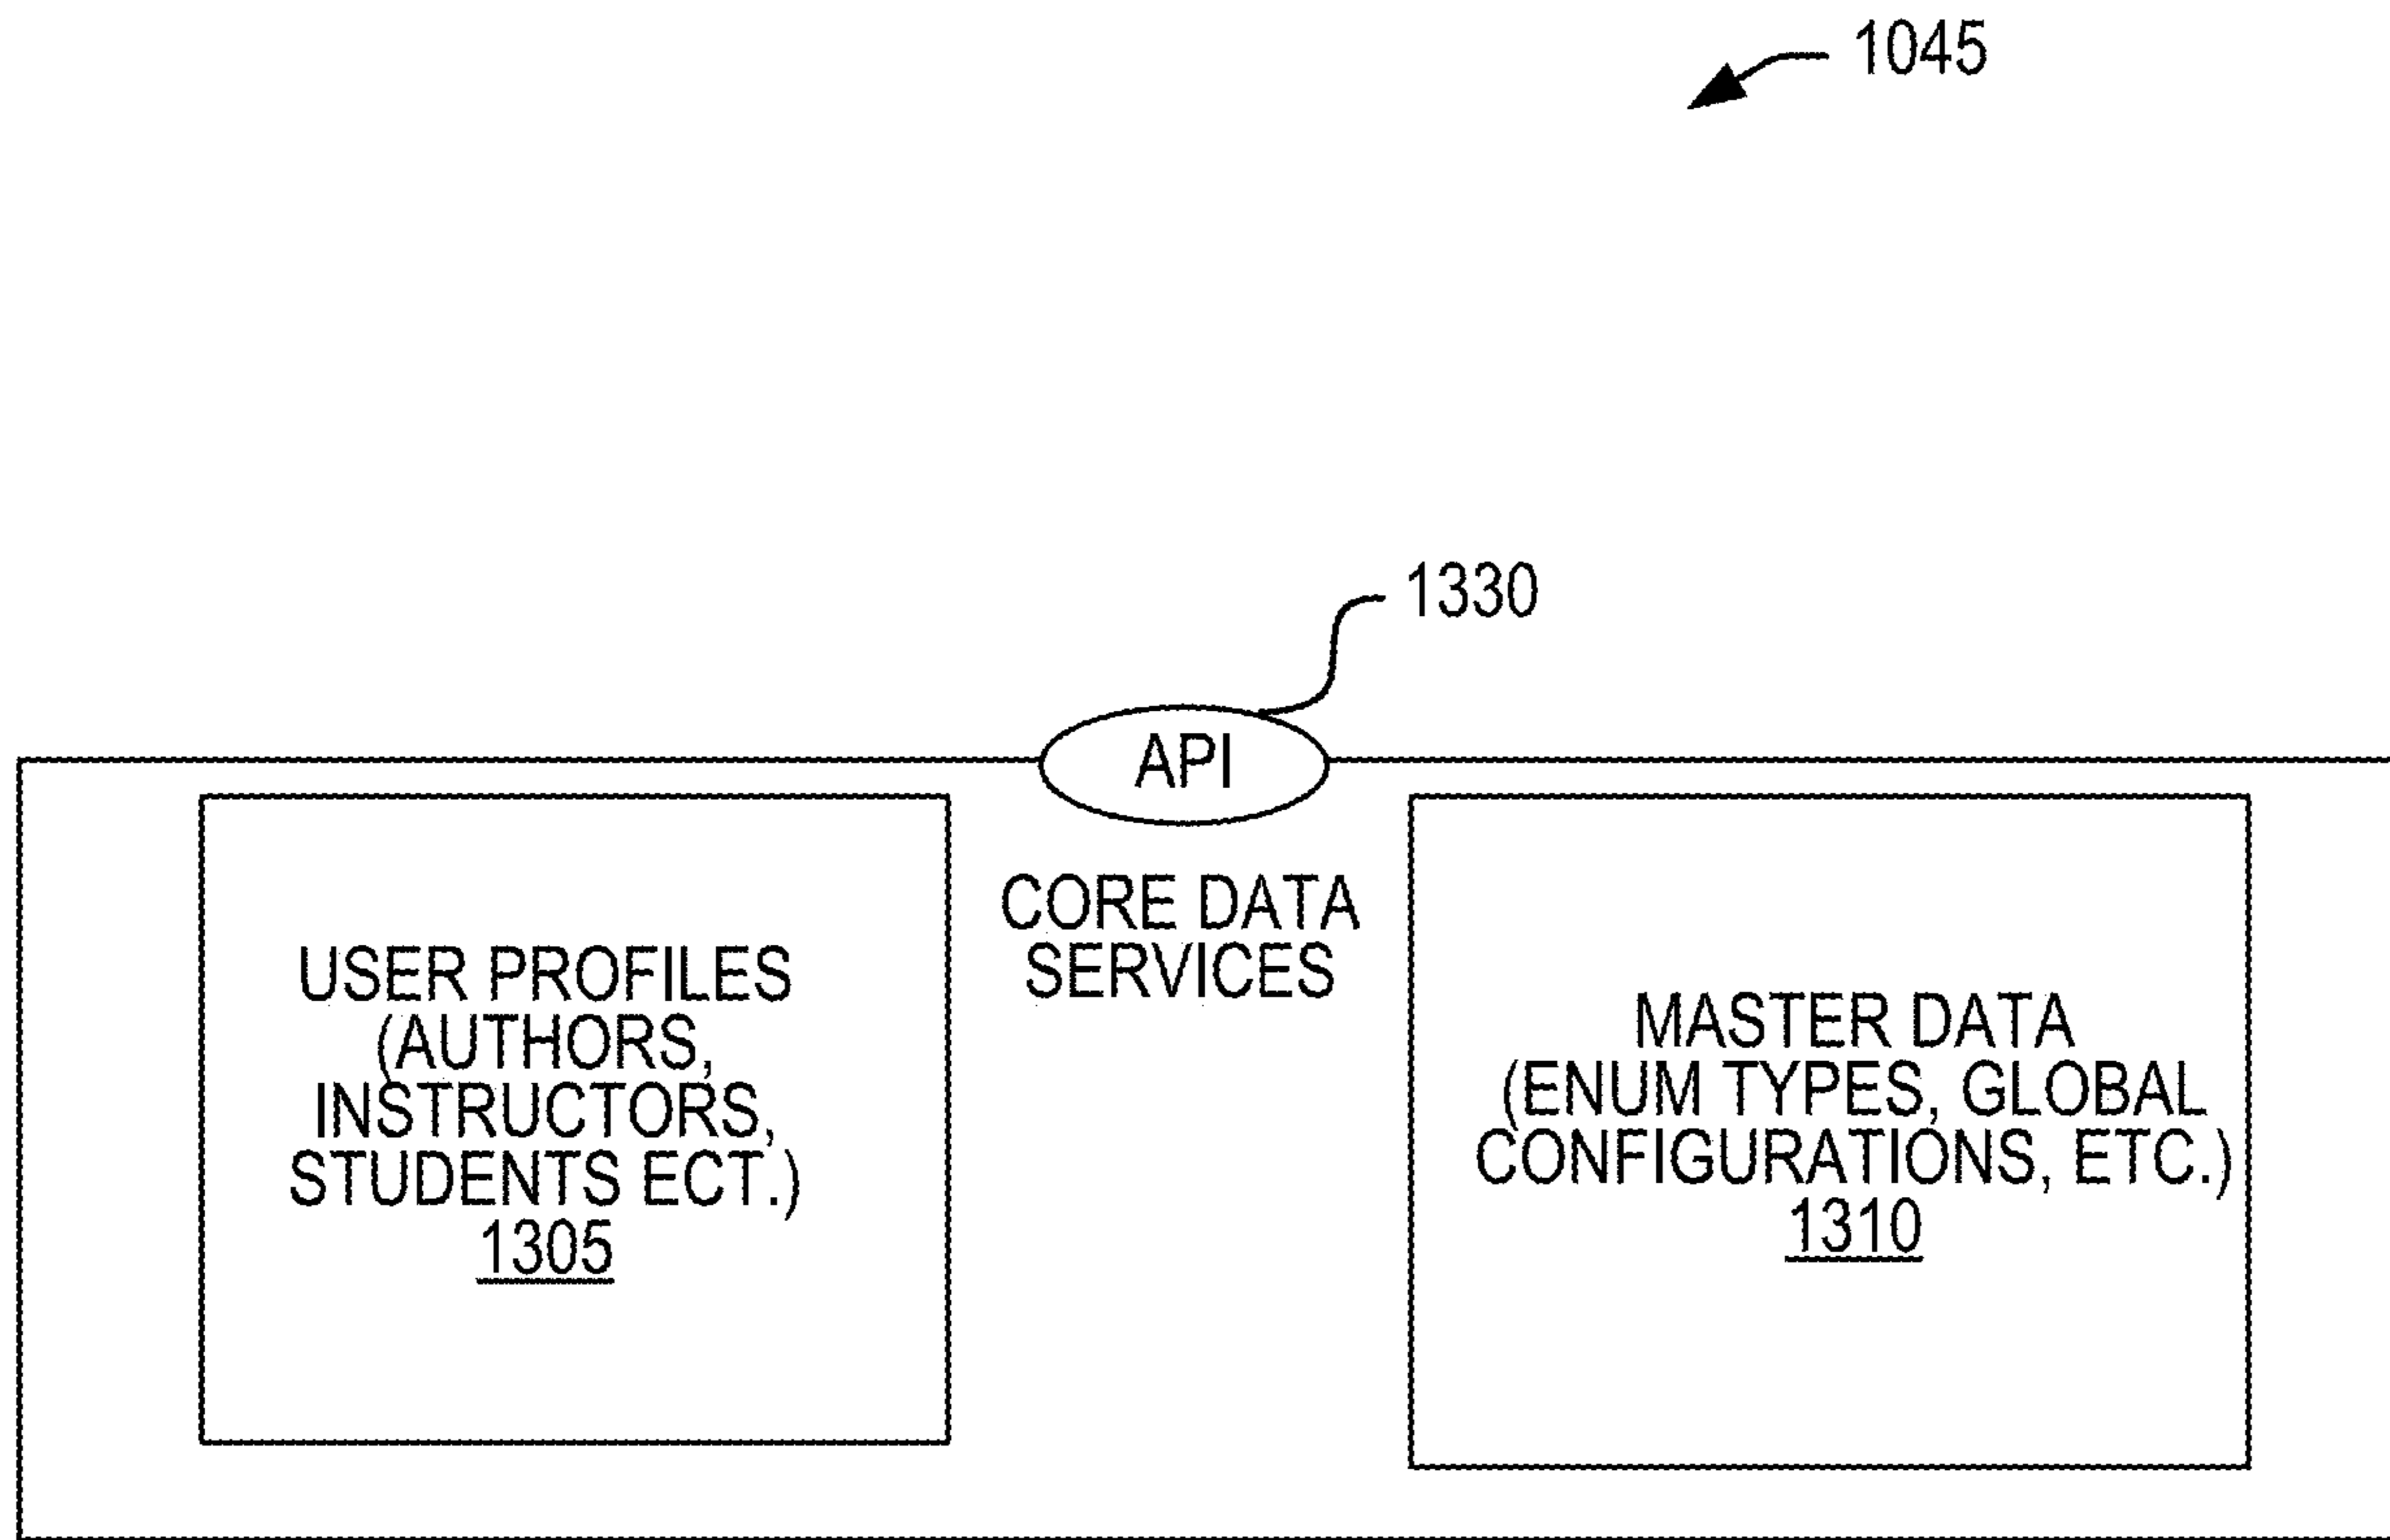 1045
1330
API
CORE DATA
SERVICES
USER PROFILES
(AUTHORS,
INSTRUCTORS,
STUDENTS ECT.)
1305
MASTER DATA
(ENUM TYPES, GLOBAL
CONFIGURATIONS, ETC.)
1310